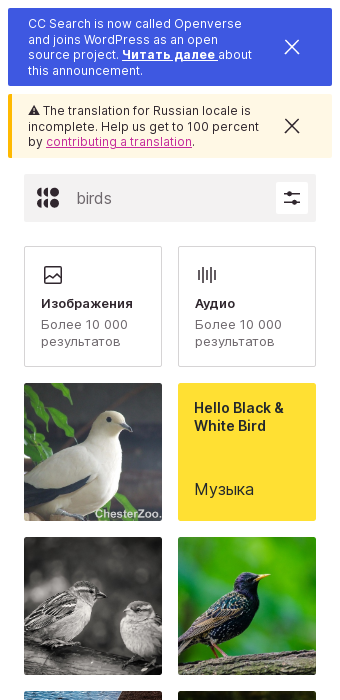 CC Search is now called Openverse
and joins WordPress as an open
source project. Читать далее about
this announcement.
The translation for Russian locale is
incomplete. Help us get to 100 percent
by contributing a translation.
birds
Изображения
Более 10 000
результатов
Аудио
Более 10 000
результатов
ChesterZoo.
Hello Black &
White Bird
Музыка